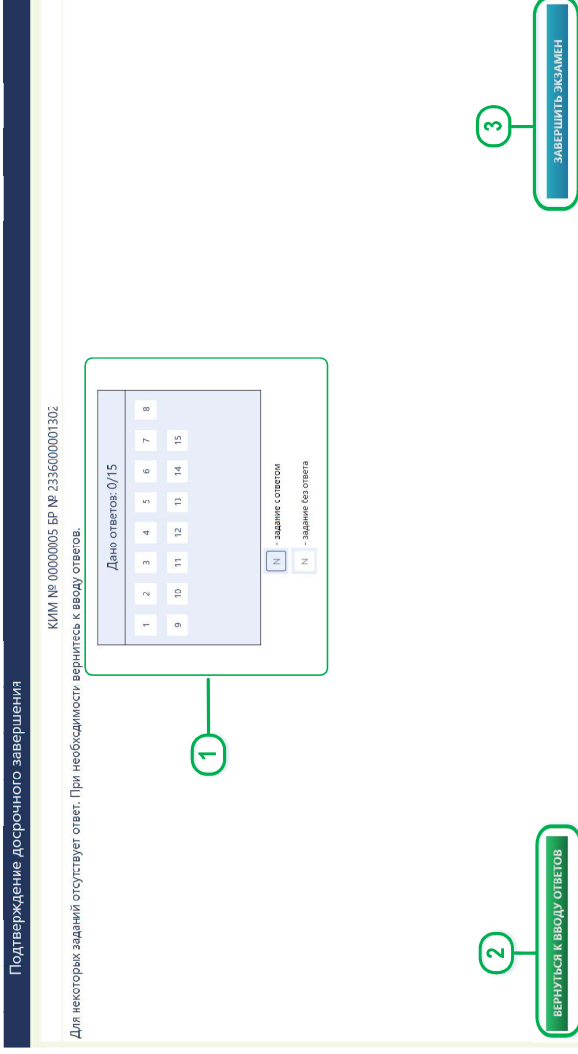 Подтверждение досрочного завершения
КИМ № 00000005 БР № 2336000001302
Для некоторых заданий отсутствует ответ. При необходимости вернитесь к вводу ответов.
Дано ответов: 0/15
1 2 3 4 5 6 7 8
9 10 11 12 13 14 15
N - задание с ответом
N - задание без ответа
1
2
3
ВЕРНУТЬСЯ К ВВОДУ ОТВЕТОВ
ЗАВЕРШИТЬ ЭКЗАМЕН